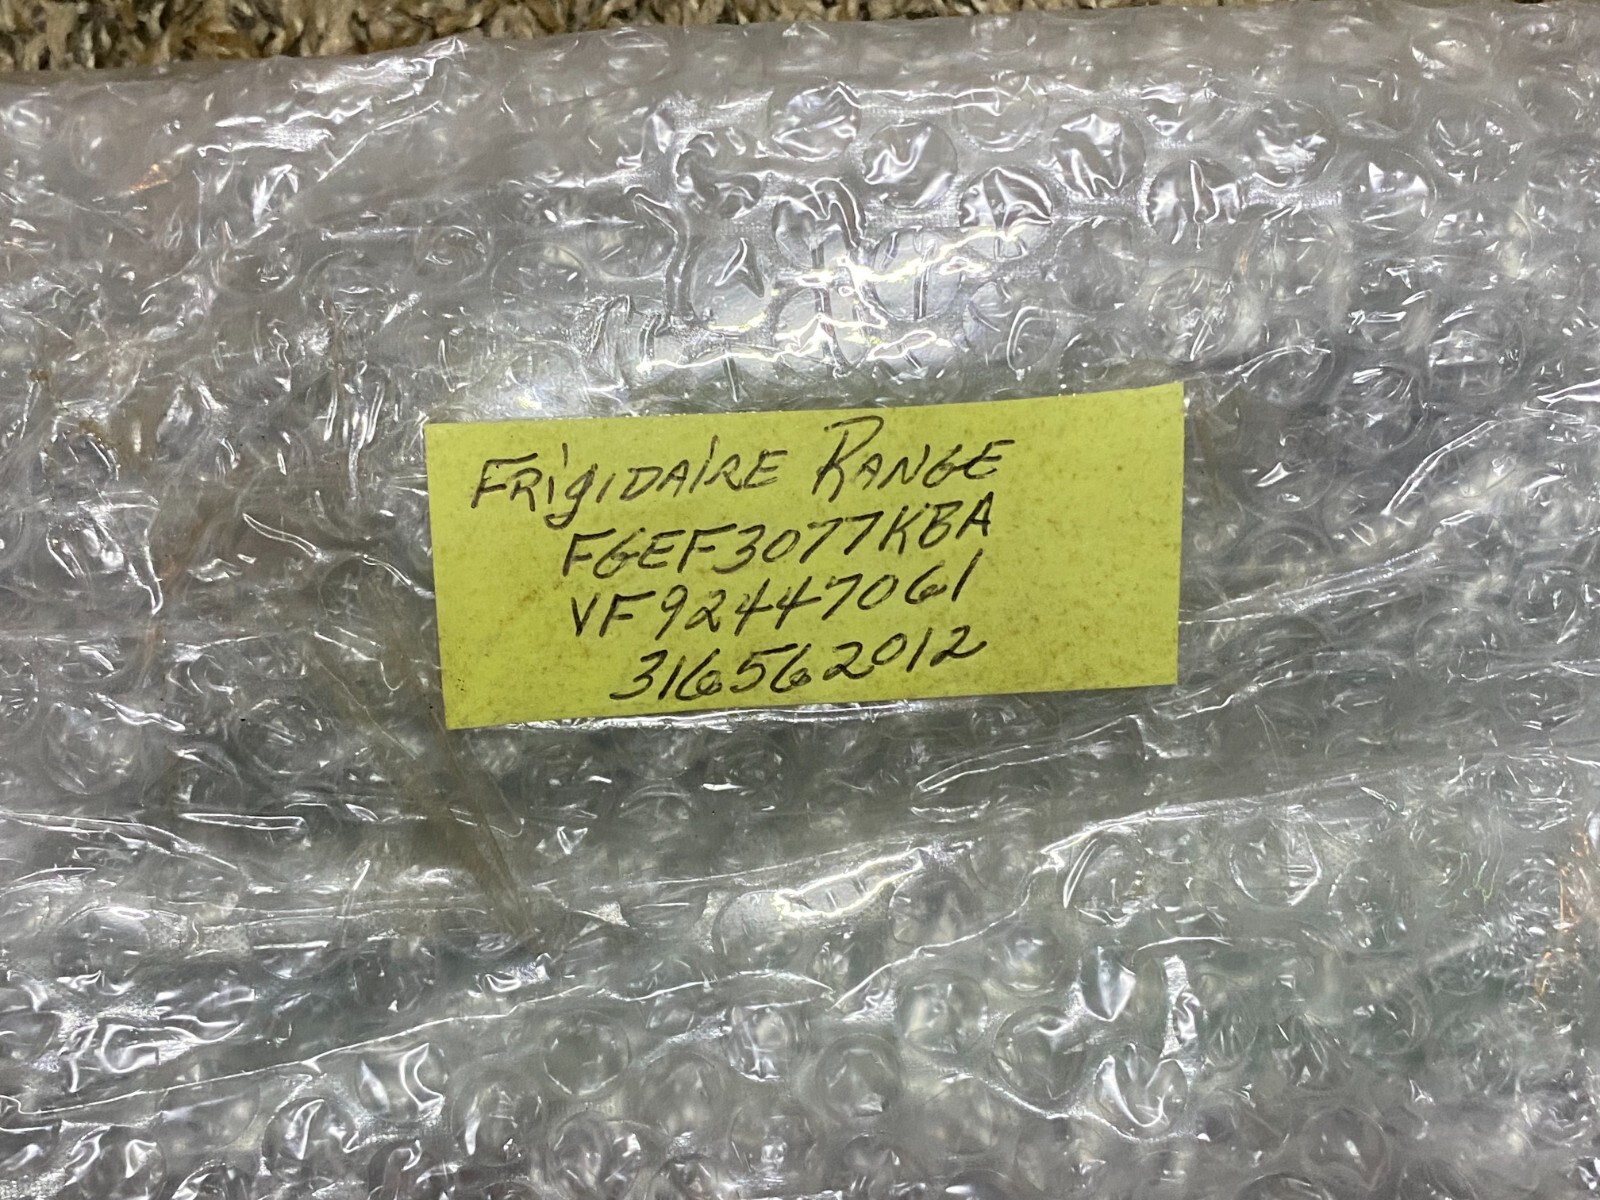 FRigiDAiRE RANGE
FGEF3077KBA
VF92447061
316562012